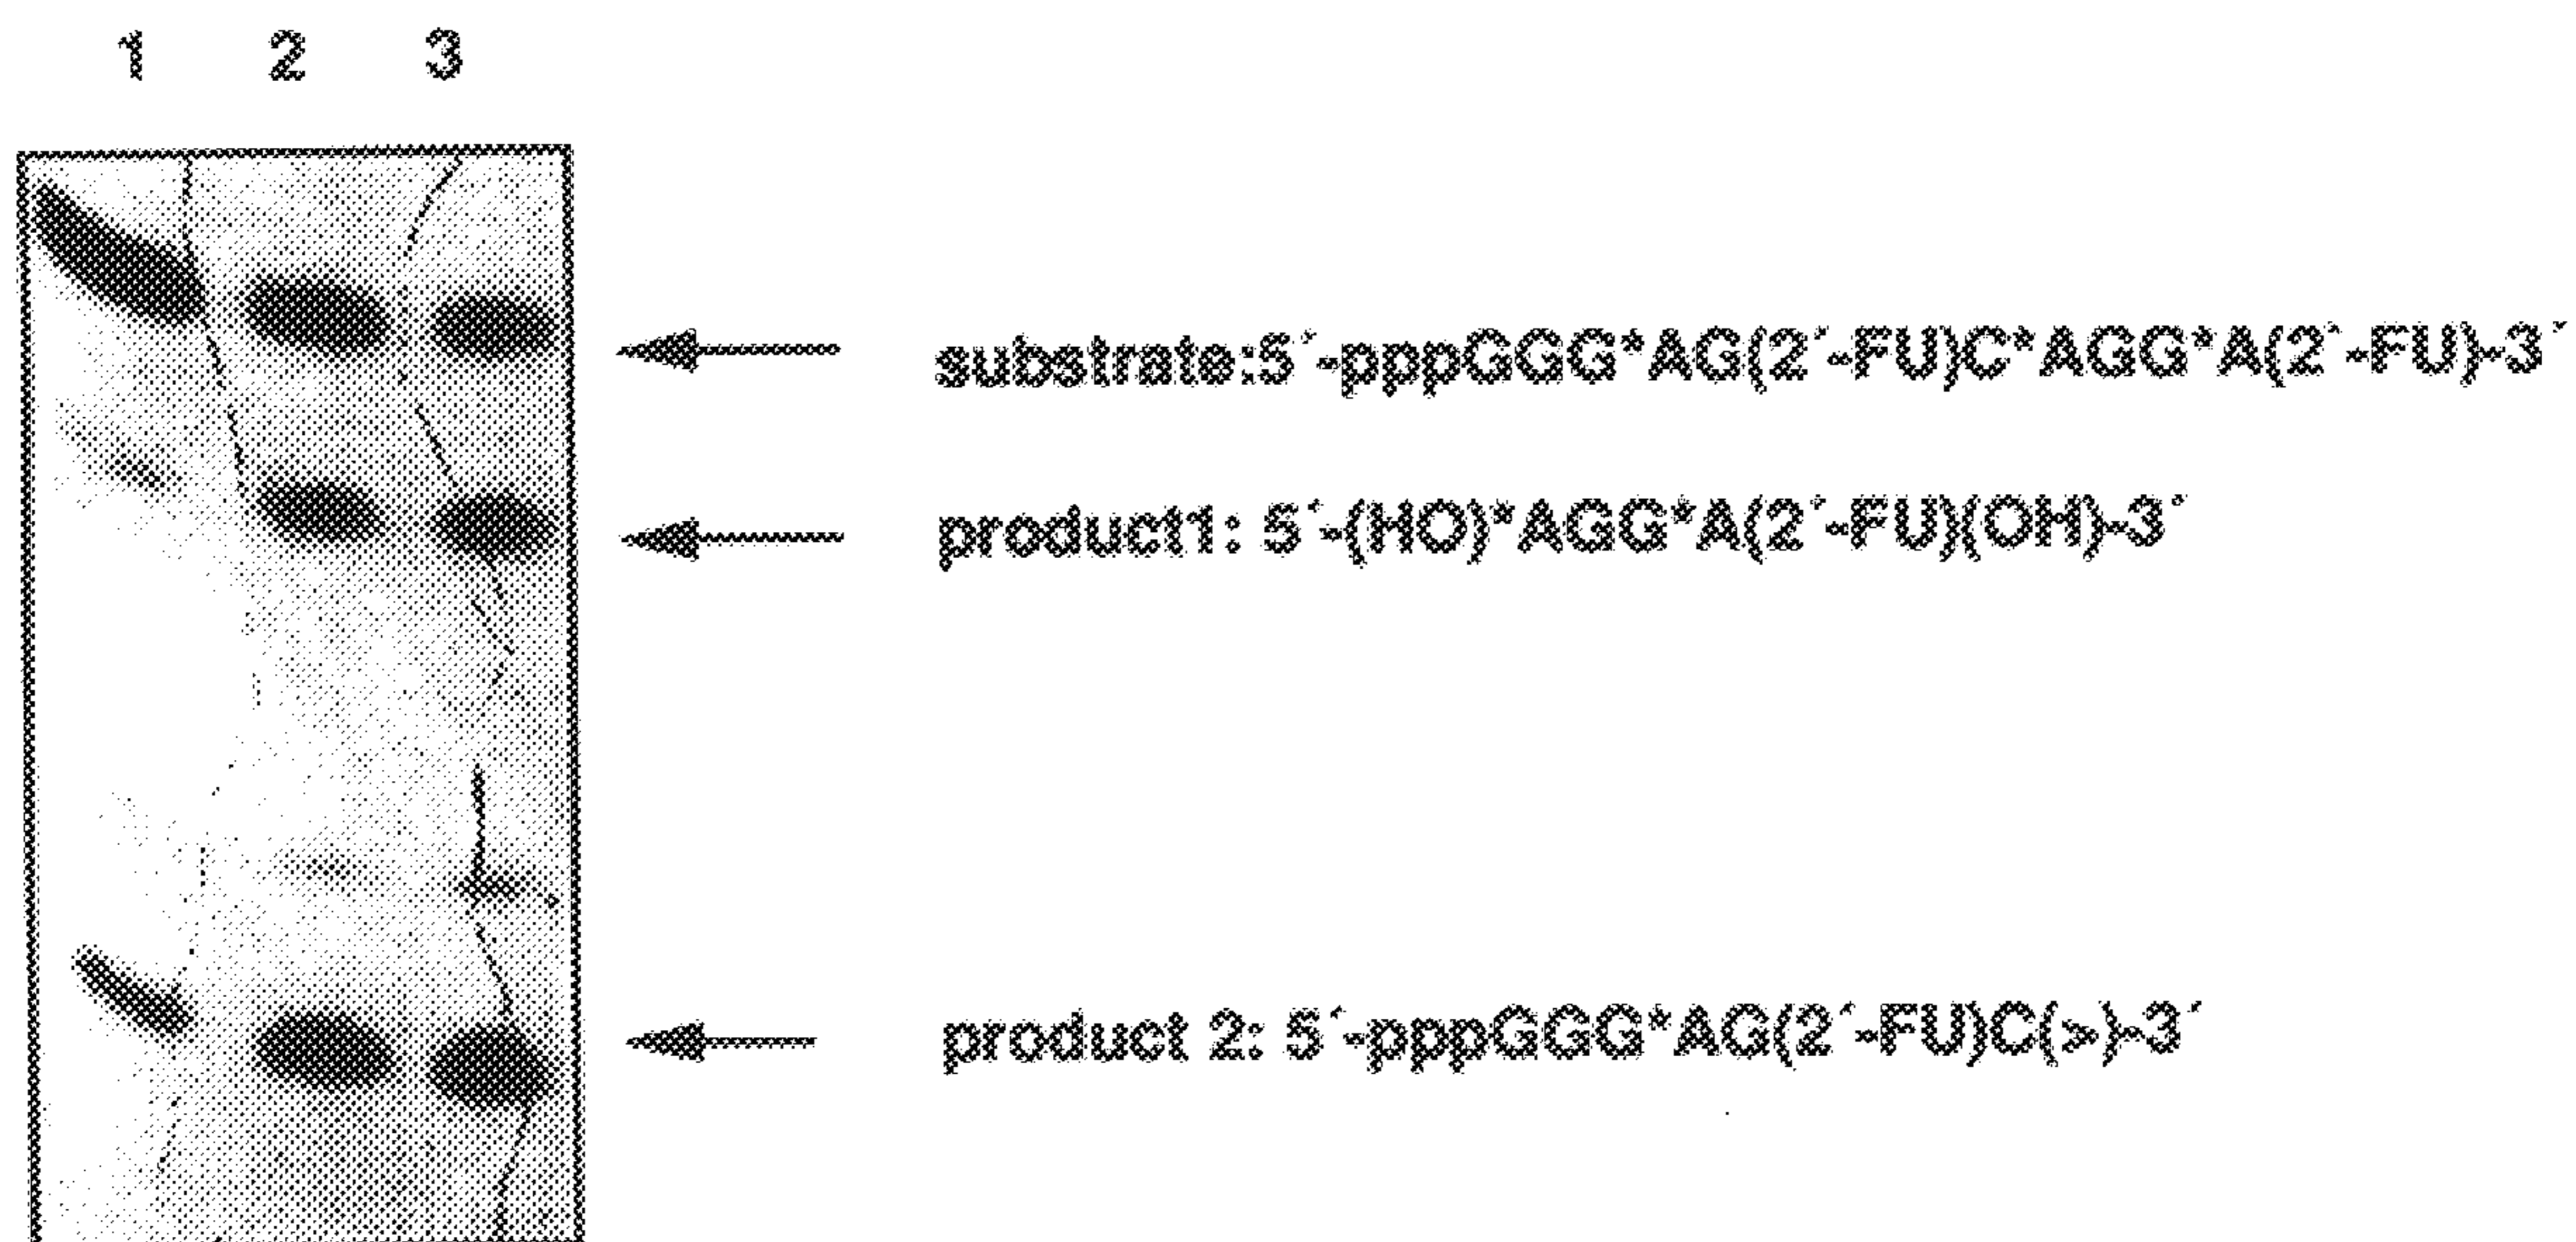 1 2 3
substrate:5´-pppGGG*AG(2´-FU)C*AGG*A(2´-FU)-3´
product1: 5´-(HO)*AGG*A(2´-FU)(OH)-3´
product 2: 5´-pppGGG*AG(2´-FU)C(>)-3´